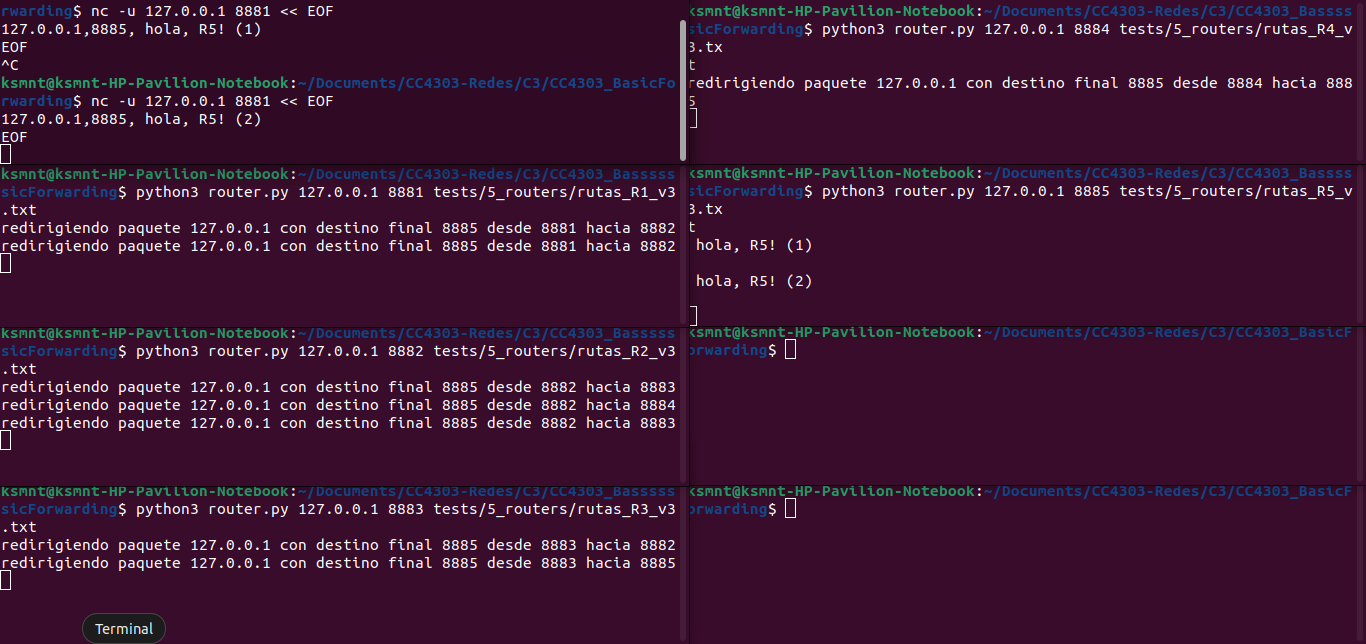 rwarding$ nc -u 127.0.0.1 8881 << EOF
127.0.0.1,8885, hola, R5! (1)
EOF
^C
ksmnt@ksmnt-HP-Pavilion-Notebook:~/Documents/CC4303-Redes/C3/CC4303_BasicFo
rwarding$ nc -u 127.0.0.1 8881 << EOF
127.0.0.1,8885, hola, R5! (2)
EOF
ksmnt@ksmnt-HP-Pavilion-Notebook:~/Documents/CC4303-Redes/C3/CC4303_Basssss
sicForwarding$ python3 router.py 127.0.0.1 8881 tests/5_routers/rutas_R1_v3
.txt
redirigiendo paquete 127.0.0.1 con destino final 8885 desde 8881 hacia 8882
redirigiendo paquete 127.0.0.1 con destino final 8885 desde 8881 hacia 8882
ksmnt@ksmnt-HP-Pavilion-Notebook:~/Documents/CC4303-Redes/C3/CC4303_Basssss
sicForwarding$ python3 router.py 127.0.0.1 8882 tests/5_routers/rutas_R2_v3
.txt
redirigiendo paquete 127.0.0.1 con destino final 8885 desde 8882 hacia 8883
redirigiendo paquete 127.0.0.1 con destino final 8885 desde 8882 hacia 8884
redirigiendo paquete 127.0.0.1 con destino final 8885 desde 8882 hacia 8883
ksmnt@ksmnt-HP-Pavilion-Notebook:~/Documents/CC4303-Redes/C3/CC4303_Basssss
sicForwarding$ python3 router.py 127.0.0.1 8883 tests/5_routers/rutas_R3_v3
.txt
redirigiendo paquete 127.0.0.1 con destino final 8885 desde 8883 hacia 8882
redirigiendo paquete 127.0.0.1 con destino final 8885 desde 8883 hacia 8885
Terminal
ksmnt@ksmnt-HP-Pavilion-Notebook:~/Documents/CC4303-Redes/C3/CC4303_Bassss
sicForwarding$ python3 router.py 127.0.0.1 8884 tests/5_routers/rutas_R4_v
3.tx
t
redirigiendo paquete 127.0.0.1 con destino final 8885 desde 8884 hacia 888
5
ksmnt@ksmnt-HP-Pavilion-Notebook:~/Documents/CC4303-Redes/C3/CC4303_Bassss
sicForwarding$ python3 router.py 127.0.0.1 8885 tests/5_routers/rutas_R5_v
3.tx
t
hola, R5! (1)
hola, R5! (2)
ksmnt@ksmnt-HP-Pavilion-Notebook:~/Documents/CC4303-Redes/C3/CC4303_BasicF
orwarding$
ksmnt@ksmnt-HP-Pavilion-Notebook:~/Documents/CC4303-Redes/C3/CC4303_BasicF
orwarding$